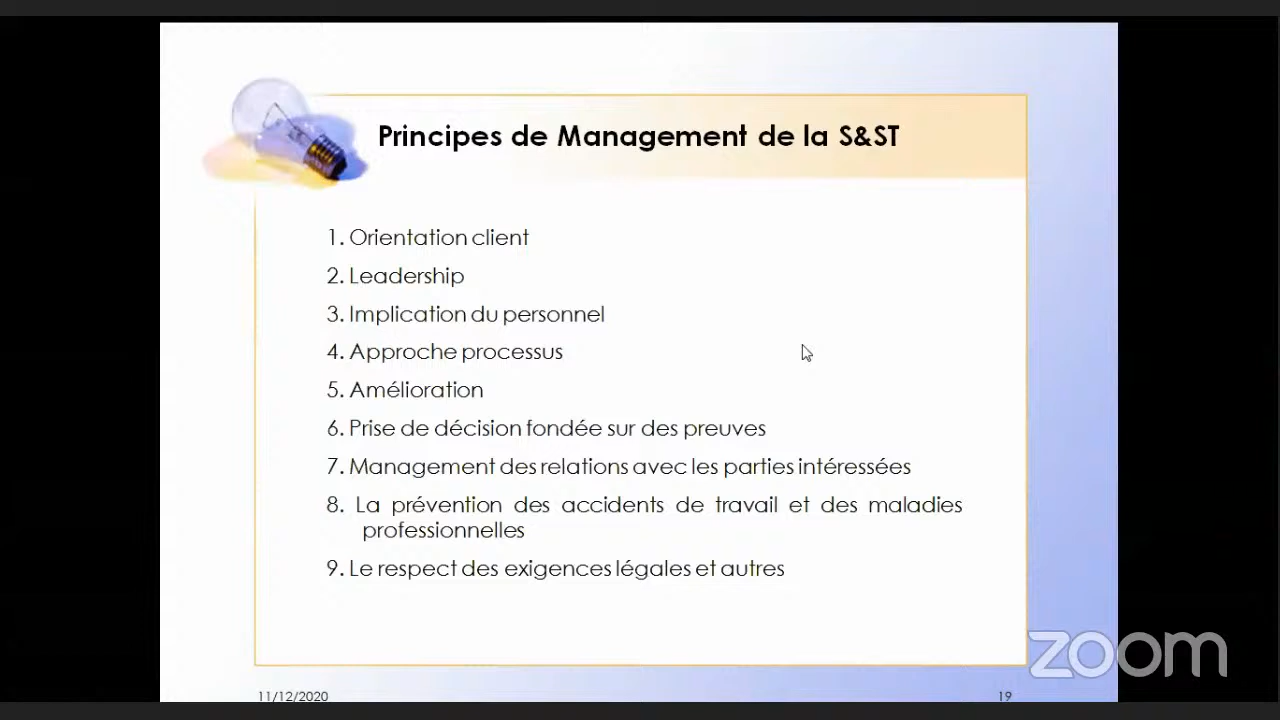 Principes de Management de la S&ST
1. Orientation client
2. Leadership
3. Implication du personnel
4. Approche processus
5. Amélioration
6. Prise de décision fondée sur des preuves
7. Management des relations avec les parties intéressées
8. La prévention des accidents de travail et des maladies
professionnelles
9. Le respect des exigences légales et autres
zoom
11/12/2020
19